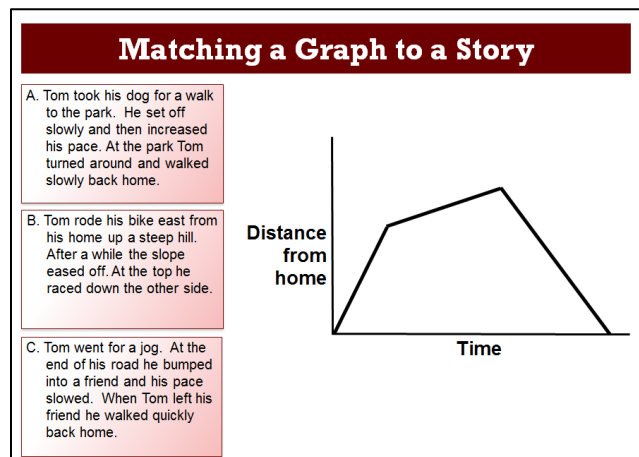 Matching a Graph to a Story
A. Tom took his dog for a walk
to the park. He set off
slowly and then increased
his pace. At the park Tom
turned around and walked
slowly back home.
B. Tom rode his bike east from
his home up a steep hill.
After a while the slope
eased off. At the top he
raced down the other side.
C. Tom went for a jog. At the
end of his road he bumped
into a friend and his pace
slowed. When Tom left his
friend he walked quickly
back home.
Distance
from
home
Time